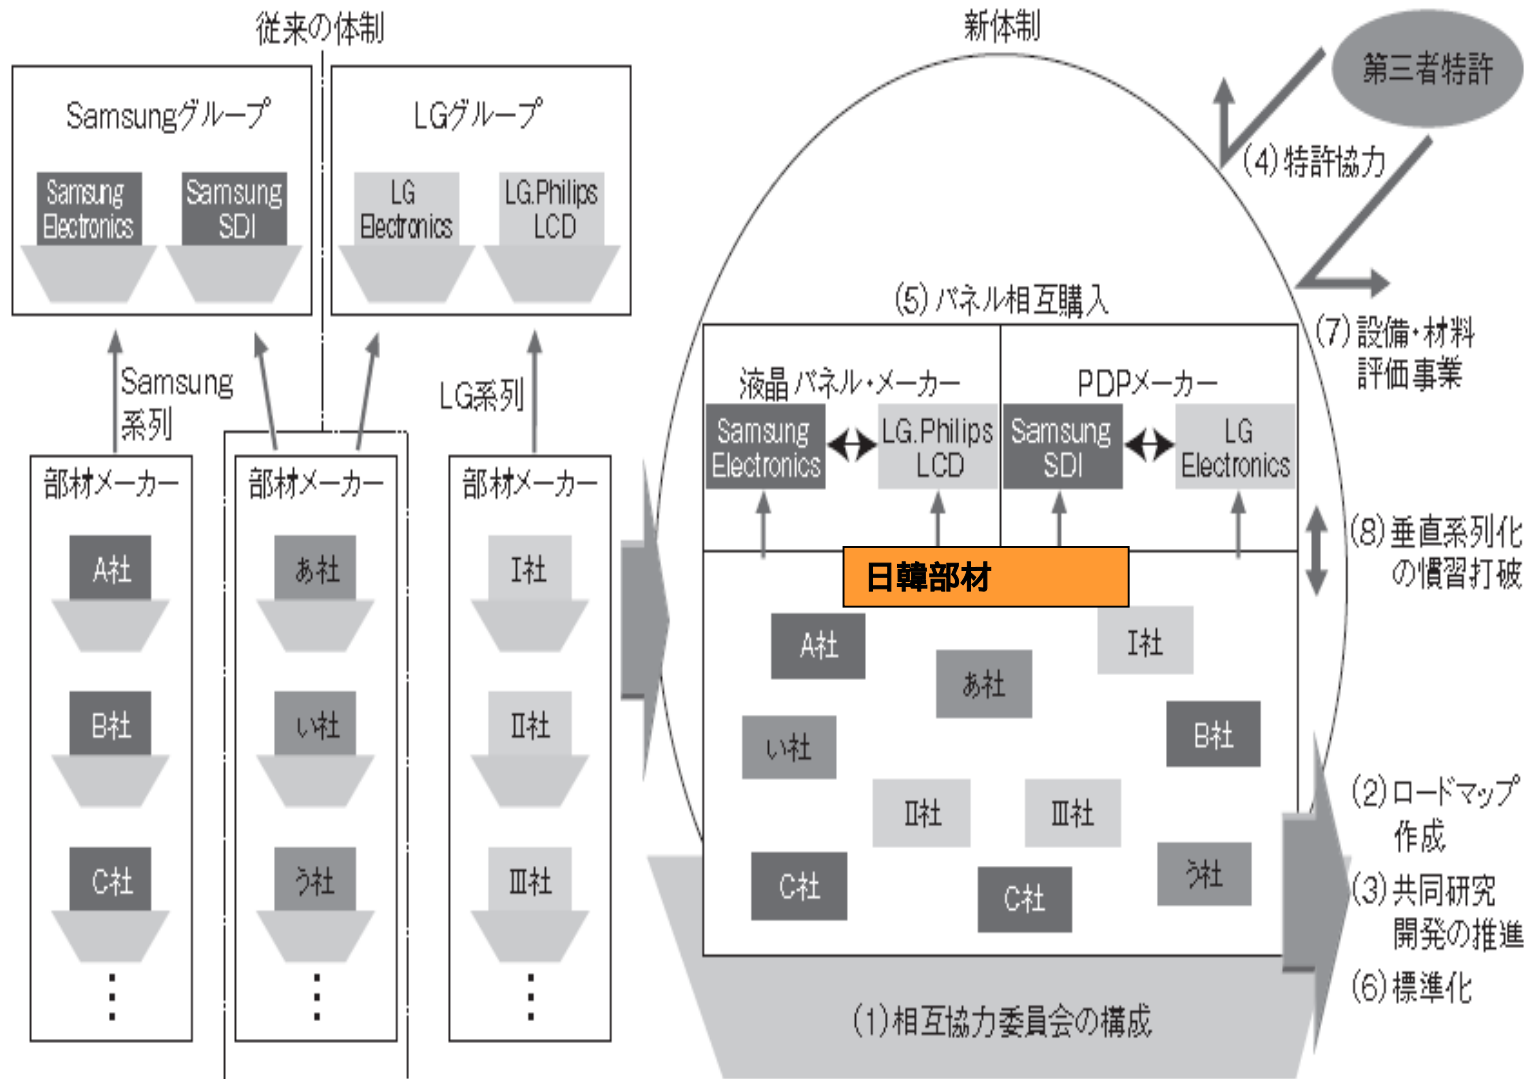 従来の体制
Samsungグループ
Samsung
Electronics
Samsung
SDI
LGグループ
LG
Electronics
LG.Philips
LCD
Samsung
系列
LG系列
部材メーカー
A社
B社
C社
部材メーカー
あ社
い社
う社
部材メーカー
Ⅰ社
Ⅱ社
Ⅲ社
新体制
第三者特許
(4)特許協力
(5)パネル相互購入
(7)設備・材料
評価事業
液晶パネル・メーカー
Samsung
Electronics
LG.Philips
LCD
PDPメーカー
Samsung
SDI
LG
Electronics
(8)垂直系列化
の慣習打破
日韓部材
A社
あ社
Ⅰ社
い社
B社
Ⅱ社
Ⅲ社
C社
C社
う社
(2)ロードマップ
作成
(3)共同研究
開発の推進
(6)標準化
(1)相互協力委員会の構成